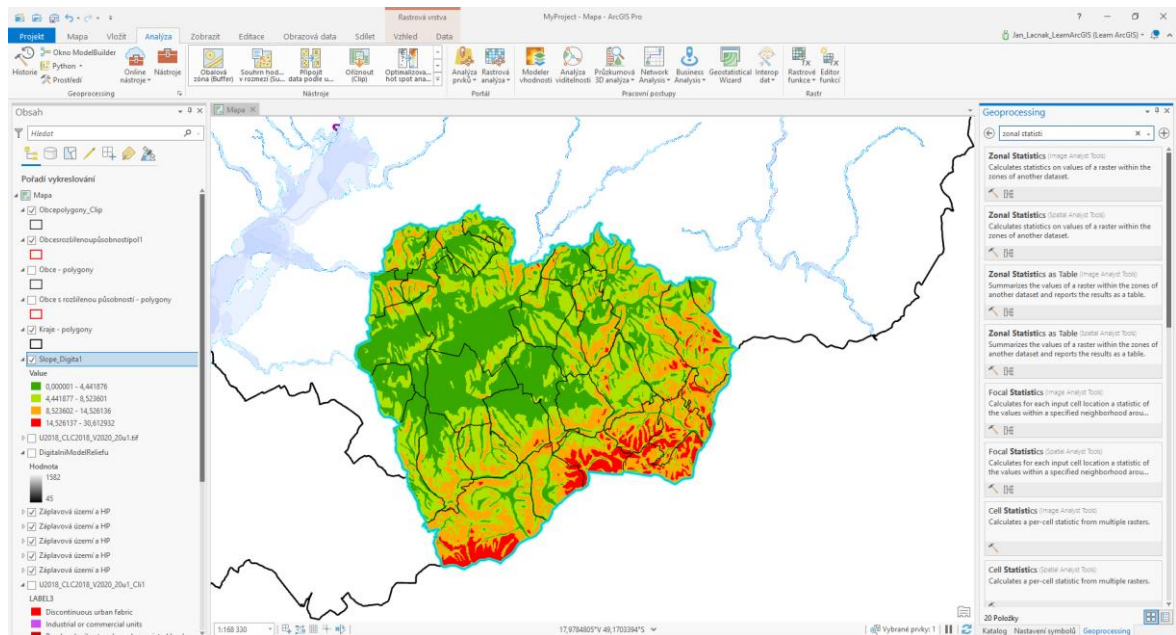 Rastrová vrstva
MyProject - Mapa - ArcGIS Pro
Projekt Mapa Vložit Analýza Zobrazit Editace Obrazová data Sdílet Vzhled Data
Jan_Lacnak_LearnArcGIS (Learn ArcGIS)
Historie
Okno ModelBuilder
Python
Prostředí
Online nástroje
Nástroje
Geoprocessing
Obalová zóna (Buffer)
Souhrn hod... v rozmezí (Su...
Připojit data podle u...
Oříznout (Clip)
Optimalizova... hot spot ana...
Nástroje
Analýza prvků
Rastrová analýza
Portál
Modeler vhodnosti
Analýza viditelnosti
Průzkumová 3D analýza
Network Analysis
Business Analysis
Geostatistical Wizard
Interop dat
Pracovní postupy
Rastrové funkce
Editor funkcí
Rastr
Obsah
Hledat
Pořadí vykreslování
Mapa
Obcepolygony_Clip
Obcesrozšířenoupůsobnostípol1
Obce - polygony
Obce s rozšířenou působností - polygony
Kraje - polygony
Slope_Digita1
Value
0,000001 - 4,441876
4,441877 - 8,523601
8,523602 - 14,526136
14,526137 - 30,612932
U2018_CLC2018_V2020_20u1.tif
DigitalniModelReliefu
Hodnota
1582
45
Záplavová území a HP
Záplavová území a HP
Záplavová území a HP
Záplavová území a HP
Záplavová území a HP
U2018_CLC2018_V2020_20u1_Cli1
LABEL3
Discontinuous urban fabric
Industrial or commercial units
Mapa
1:168 330
17,9784805°V 49,1703394°S
Vybrané prvky: 1
Geoprocessing
zonal statisti
Zonal Statistics (Image Analyst Tools)
Calculates statistics on values of a raster within the
zones of another dataset.
Zonal Statistics (Spatial Analyst Tools)
Calculates statistics on values of a raster within the
zones of another dataset.
Zonal Statistics as Table (Image Analyst Tools)
Summarizes the values of a raster within the zones of
another dataset and reports the results as a table.
Zonal Statistics as Table (Spatial Analyst Tools)
Summarizes the values of a raster within the zones of
another dataset and reports the results as a table.
Focal Statistics (Image Analyst Tools)
Calculates for each input cell location a statistic of
the values within a specified neighborhood arou...
Focal Statistics (Spatial Analyst Tools)
Calculates for each input cell location a statistic of
the values within a specified neighborhood arou...
Cell Statistics (Image Analyst Tools)
Calculates a per-cell statistic from multiple rasters.
Cell Statistics (Spatial Analyst Tools)
Calculates a per-cell statistic from multiple rasters.
20 Položky
Katalog Nastavení symbolů Geoprocessing